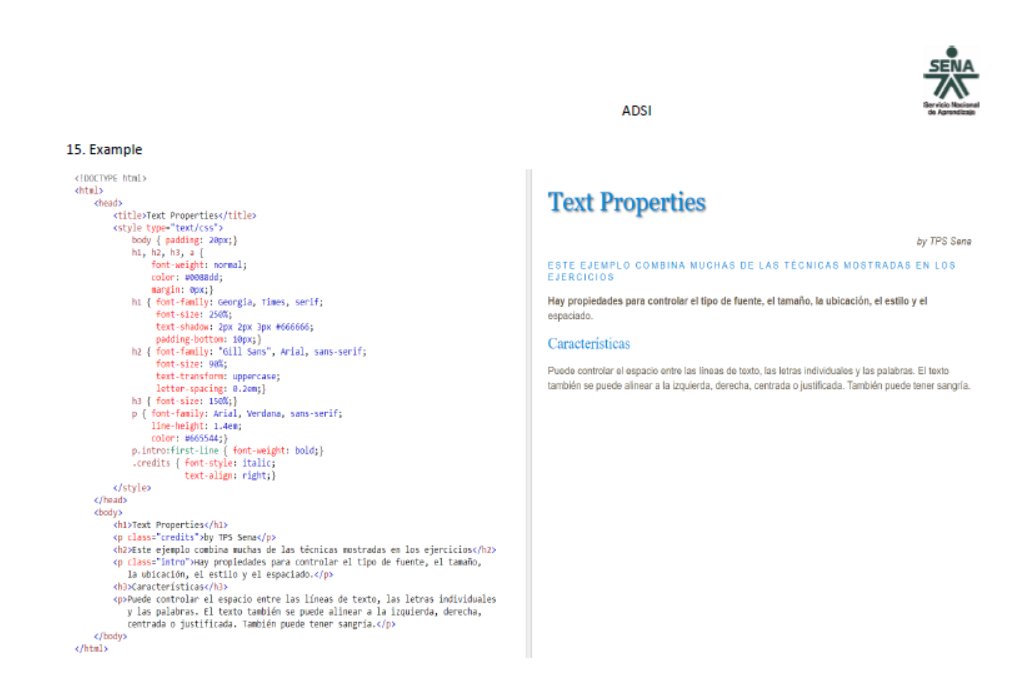 SENA
Servicio Nacional
de Aprendizaje
ADSI
15. Example
<!DOCTYPE html>
<html>
<head>
<title>Text Properties</title>
<style type="text/css">
body { padding: 20px;}
h1, h2, h3, a {
font-weight: normal;
color: #0088dd;
margin: 0px;}
h1 { font-family: Georgia, Times, serif;
font-size: 250%;
text-shadow: 2px 2px 3px #666666;
padding-bottom: 10px;}
h2 { font-family: "Gill Sans", Arial, sans-serif;
font-size: 90%;
text-transform: uppercase;
letter-spacing: 0.2em;}
h3 { font-size: 150%;}
p { font-family: Arial, Verdana, sans-serif;
line-height: 1.4em;
color: #665544;}
p.intro:first-line { font-weight: bold;}
.credits { font-style: italic;
text-align: right;}
</style>
</head>
<body>
<h1>Text Properties</h1>
<p class="credits">by TPS Sena</p>
<h2>Este ejemplo combina muchas de las técnicas mostradas en los ejercicios</h2>
<p class="intro">Hay propiedades para controlar el tipo de fuente, el tamaño,
la ubicación, el estilo y el espaciado.</p>
<h3>Características</h3>
<p>Puede controlar el espacio entre las líneas de texto, las letras individuales
y las palabras. El texto también se puede alinear a la izquierda, derecha,
centrada o justificada. También puede tener sangría.</p>
</body>
</html>
Text Properties
by TPS Sena
ESTE EJEMPLO COMBINA MUCHAS DE LAS TÉCNICAS MOSTRADAS EN LOS
EJERCICIOS
Hay propiedades para controlar el tipo de fuente, el tamaño, la ubicación, el estilo y el
espaciado.
Características
Puede controlar el espacio entre las líneas de texto, las letras individuales y las palabras. El texto
también se puede alinear a la izquierda, derecha, centrada o justificada. También puede tener sangría.